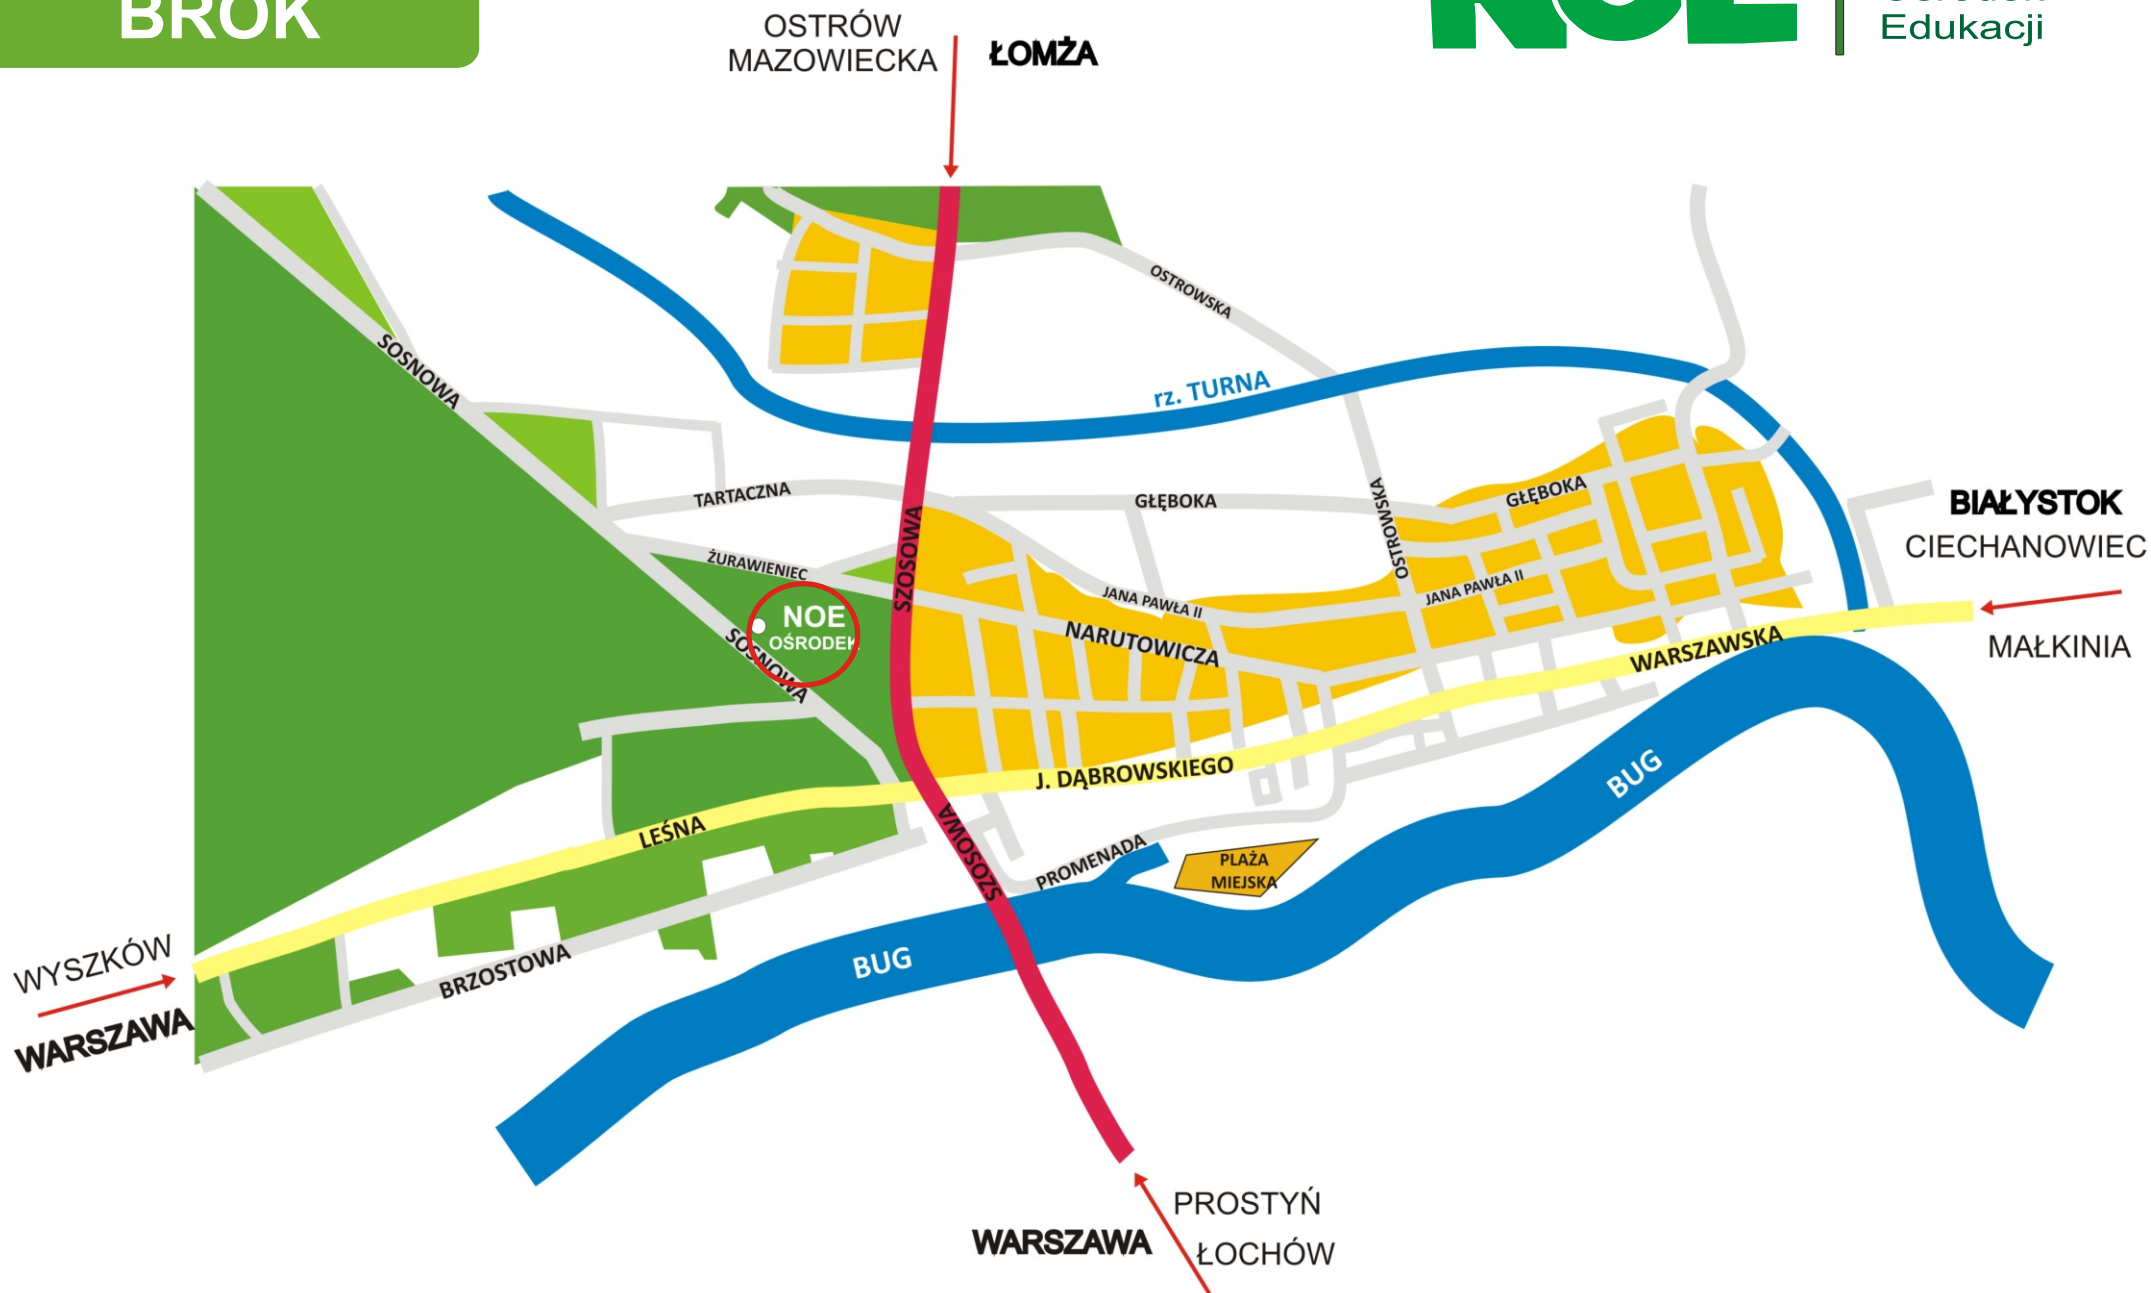 BROK
NOE
Edukacji
OSTRÓW
MAZOWIECKA
ŁOMŻA
OSTROWSKA
SOSNOWA
rz. TURNA
TARTACZNA
GŁĘBOKA
GŁĘBOKA
OSTROWSKA
BIAŁYSTOK
CIECHANOWIEC
SZOSOWA
ŻURAWIENIEC
JANA PAWŁA II
JANA PAWŁA II
NOE
OŚRODEK
NARUTOWICZA
SOSNOWA
WARSZAWSKA
MAŁKINIA
J. DĄBROWSKIEGO
BUG
LEŚNA
SZOSOWA
PROMENADA
PLAŻA
MIEJSKA
WYSZKÓW
BRZOSTOWA
BUG
WARSZAWA
PROSTYŃ
WARSZAWA
ŁOCHÓW